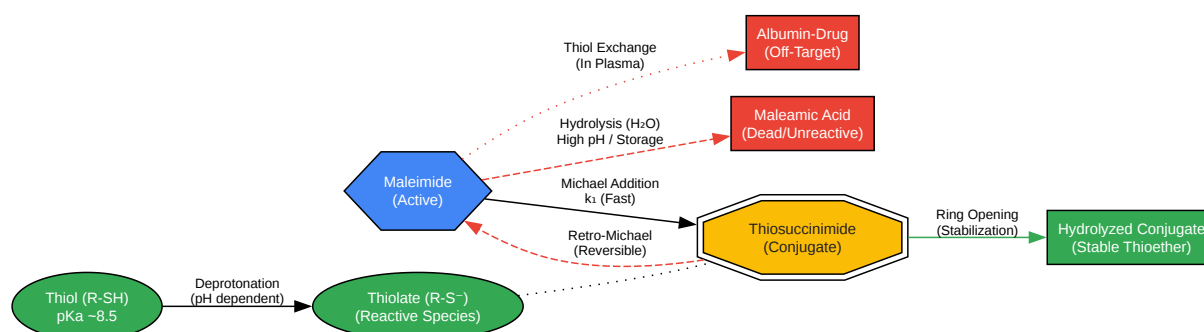 Albumin-Drug
(Off-Target)
Thiol Exchange
(In Plasma)
Maleamic Acid
(Dead/Unreactive)
Hydrolysis (H₂O)
High pH / Storage
Maleimide
(Active)
Michael Addition
k₁ (Fast)
Thiosuccinimide
(Conjugate)
Ring Opening
(Stabilization)
Hydrolyzed Conjugate
(Stable Thioether)
Retro-Michael
(Reversible)
Thiol (R-SH)
pKa ~8.5
Deprotonation
(pH dependent)
Thiolate (R-S⁻)
(Reactive Species)